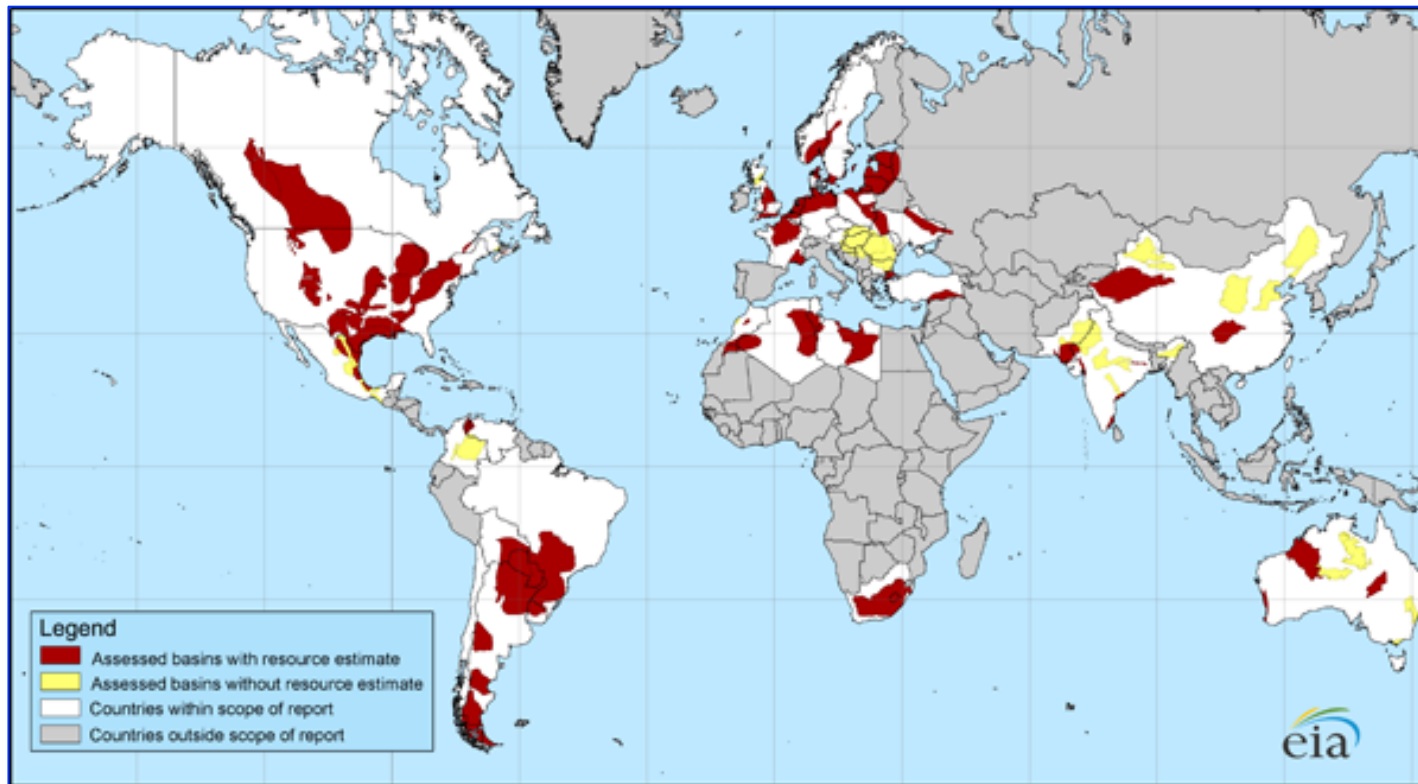 Legend
Assessed basins with resource estimate
Assessed basins without resource estimate
Countries within scope of report
Countries outside scope of report
eia